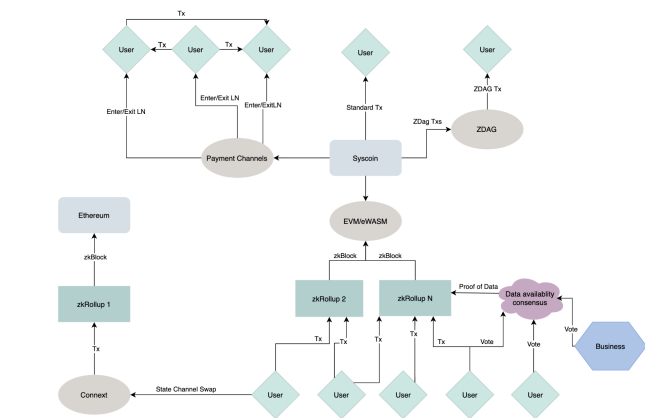 Tx
User
Tx
User
Tx
User
User
User
ZDAG Tx
Enter/Exit LN
Enter/Exit LN
Enter/ExitLN
Standard Tx
ZDag Txs
ZDAG
Payment Channels
Syscoin
Ethereum
EVM/eWASM
zkBlock
zkBlock
zkBlock
zkRollup 1
zkRollup 2
zkRollup N
Proof of Data
Data availablity
consensus
Vote
Business
Tx
Tx
Tx
Tx
Tx
Tx
Vote
Vote
Connext
State Channel Swap
User
User
User
User
User